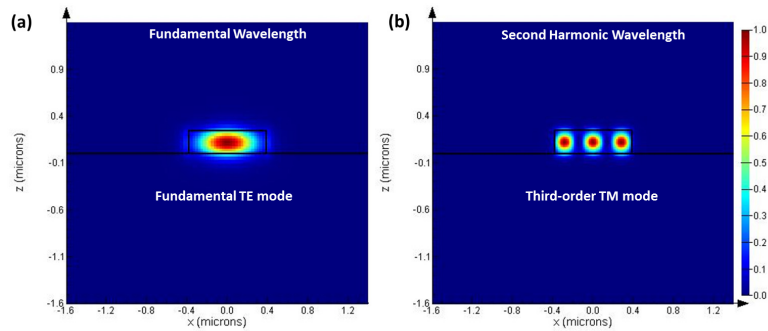 (a)
Fundamental Wavelength
Fundamental TE mode
z (microns)
0.9
0.4
-0.1
-0.6
-1.1
-1.6
-1.6 -1.2 -0.8 -0.4 0.0 0.4 0.8 1.2
x (microns)
(b)
Second Harmonic Wavelength
Third-order TM mode
z (microns)
0.9
0.4
-0.1
-0.6
-1.1
-1.6
-1.6 -1.2 -0.8 -0.4 0.0 0.4 0.8 1.2
x (microns)
1.0
0.9
0.8
0.7
0.6
0.5
0.4
0.3
0.2
0.1
0.0